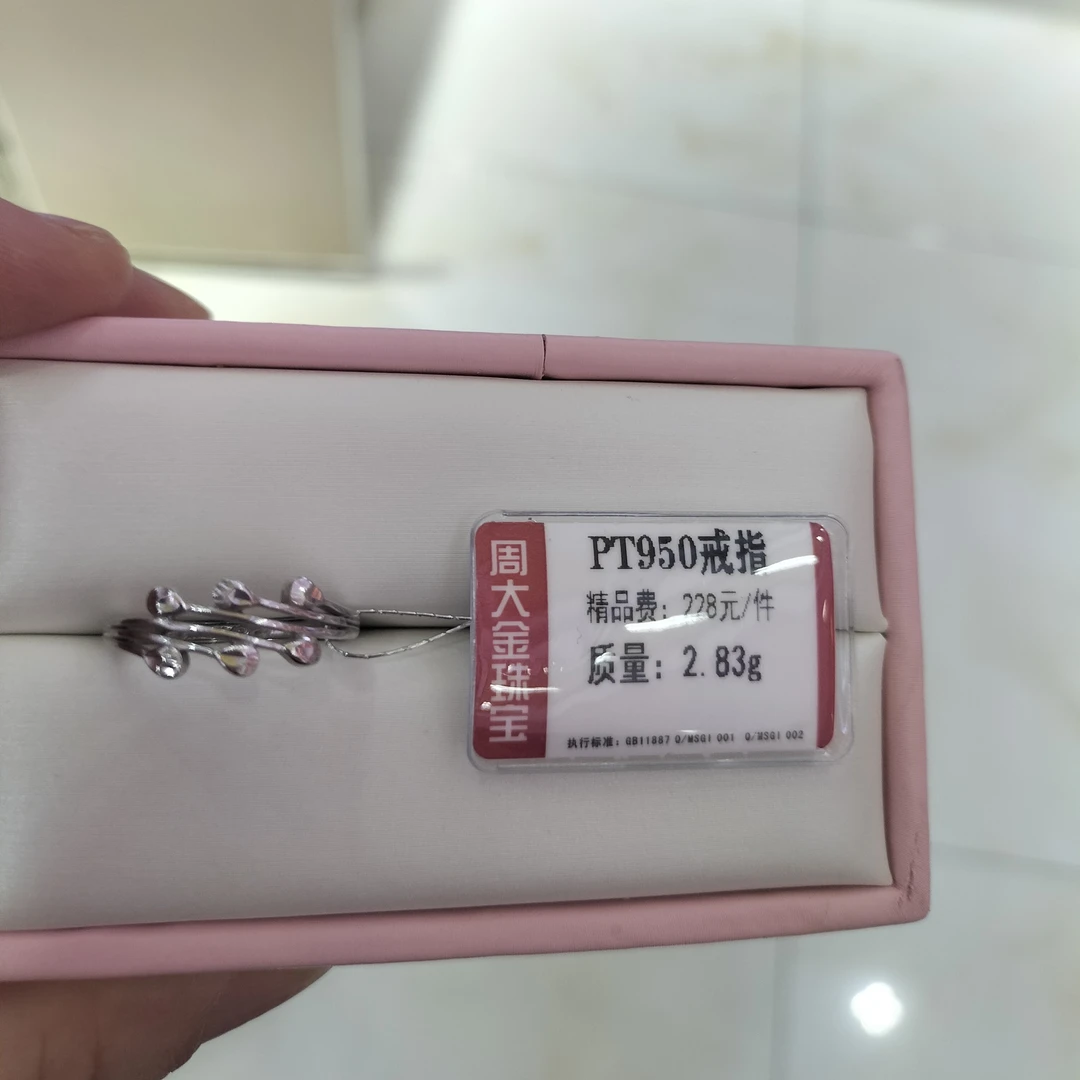 周大金珠宝
PT950戒指
精品费：228元/件
质量：2.83g
执行标准：GB11887 Q/MSGI 001 Q/MSGI 002